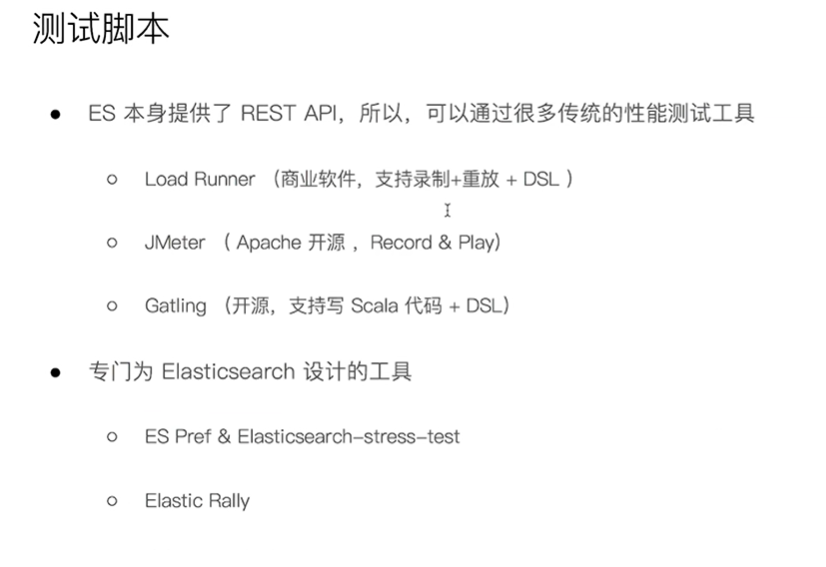 测试脚本
● ES 本身提供了 REST API，所以，可以通过很多传统的性能测试工具
○ Load Runner （商业软件，支持录制+重放 + DSL ）
○ JMeter （ Apache 开源 ，Record & Play)
○ Gatling （开源，支持写 Scala 代码 + DSL）
● 专门为 Elasticsearch 设计的工具
○ ES Pref & Elasticsearch-stress-test
○ Elastic Rally